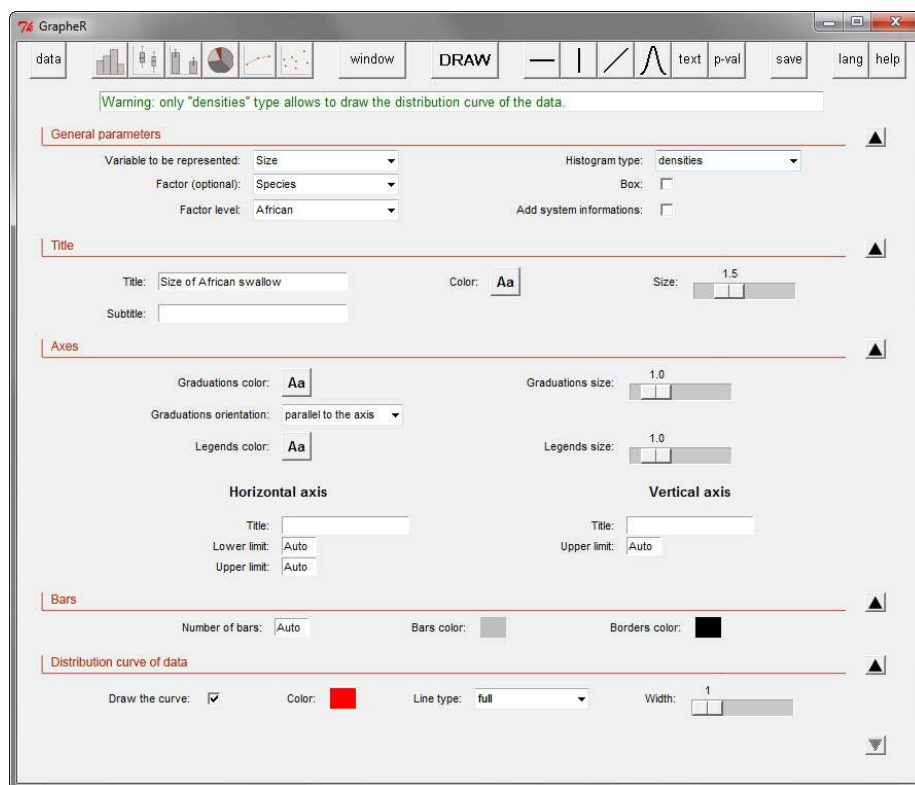 GrapheR
data window DRAW text p-val save lang help
Warning: only "densities" type allows to draw the distribution curve of the data.
General parameters
Variable to be represented: Size Histogram type: densities
Factor (optional): Species Box:
Factor level: African Add system informations:
Title
Title: Size of African swallow Color: Aa Size: 1.5
Subtitle:
Axes
Graduations color: Aa Graduations size: 1.0
Graduations orientation: parallel to the axis
Legends color: Aa Legends size: 1.0
Horizontal axis Vertical axis
Title: Title:
Lower limit: Auto Upper limit: Auto
Upper limit: Auto
Bars
Number of bars: Auto Bars color: Borders color:
Distribution curve of data
Draw the curve: Color: Line type: full Width: 1